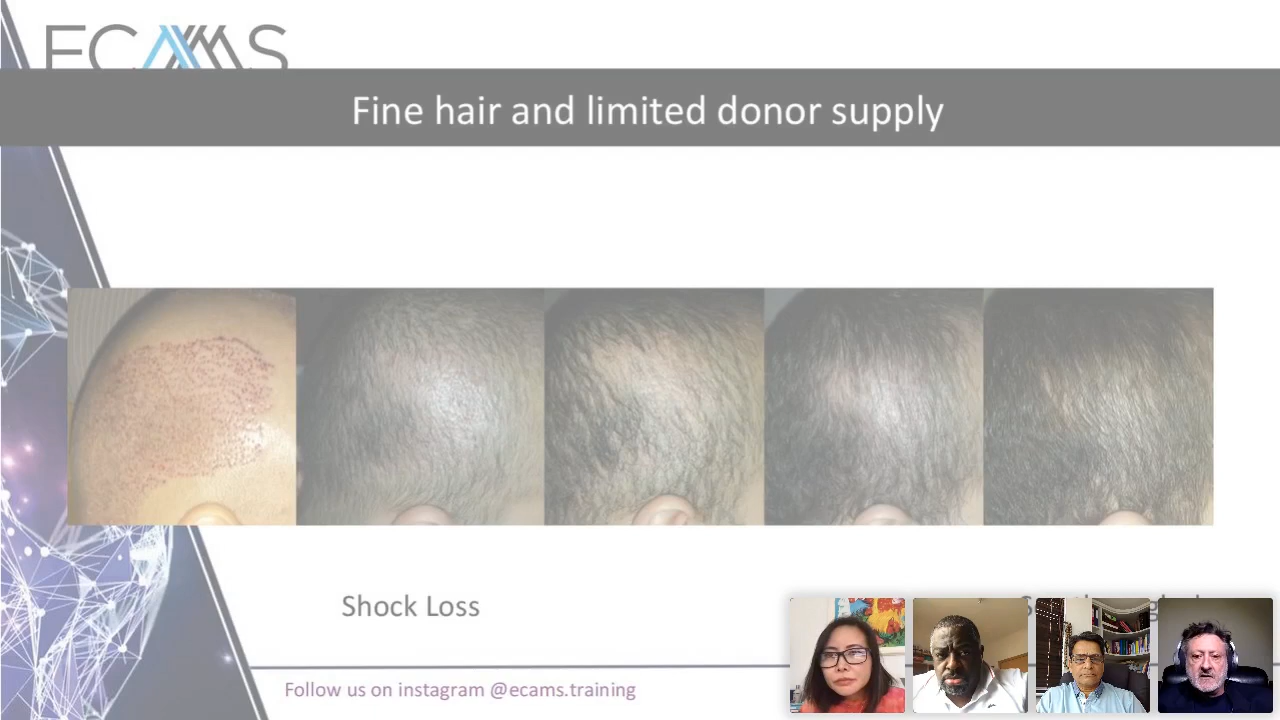 ECAMS
Fine hair and limited donor supply
Shock Loss
Follow us on instagram @ecams.training